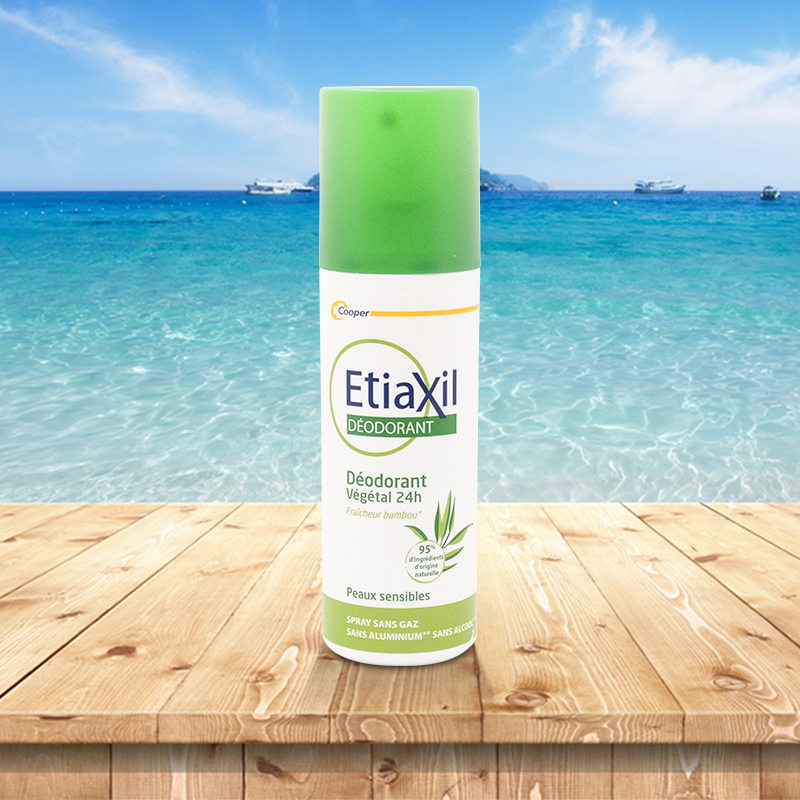 Cooper
EtiaXil
DÉODORANT
Déodorant
Végétal 24h
Fraîcheur bambou*
95%
d'ingrédients
d'origine
naturelle
Peaux sensibles
SPRAY SANS GAZ
SANS ALUMINIUM** SANS ALCOOL